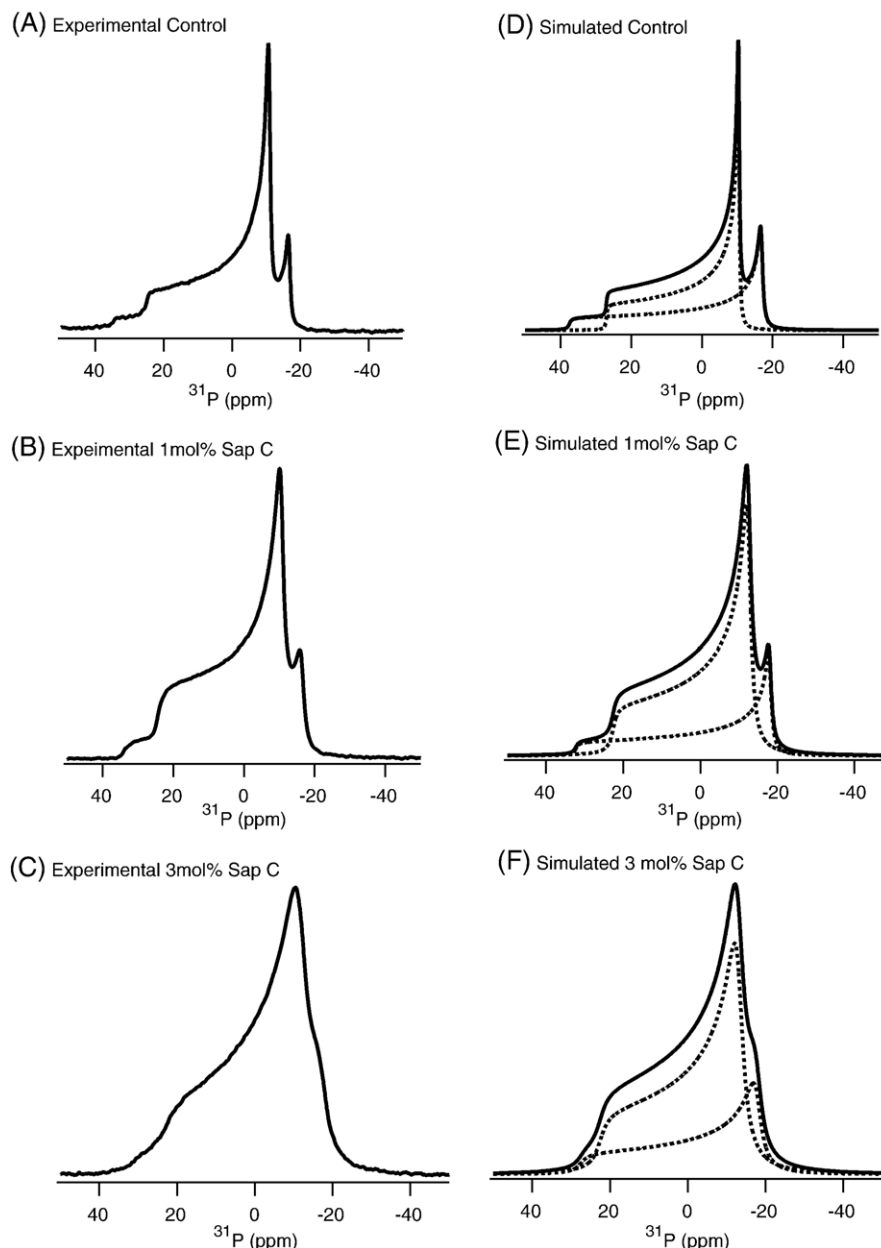 (A) Experimental Control
40 20 0 -20 -40
31P (ppm)
(D) Simulated Control
40 20 0 -20 -40
31P (ppm)
(B) Expeimental 1mol% Sap C
40 20 0 -20 -40
31P (ppm)
(E) Simulated 1mol% Sap C
40 20 0 -20 -40
31P (ppm)
(C) Experimental 3mol% Sap C
40 20 0 -20 -40
31P (ppm)
(F) Simulated 3 mol% Sap C
40 20 0 -20 -40
31P (ppm)